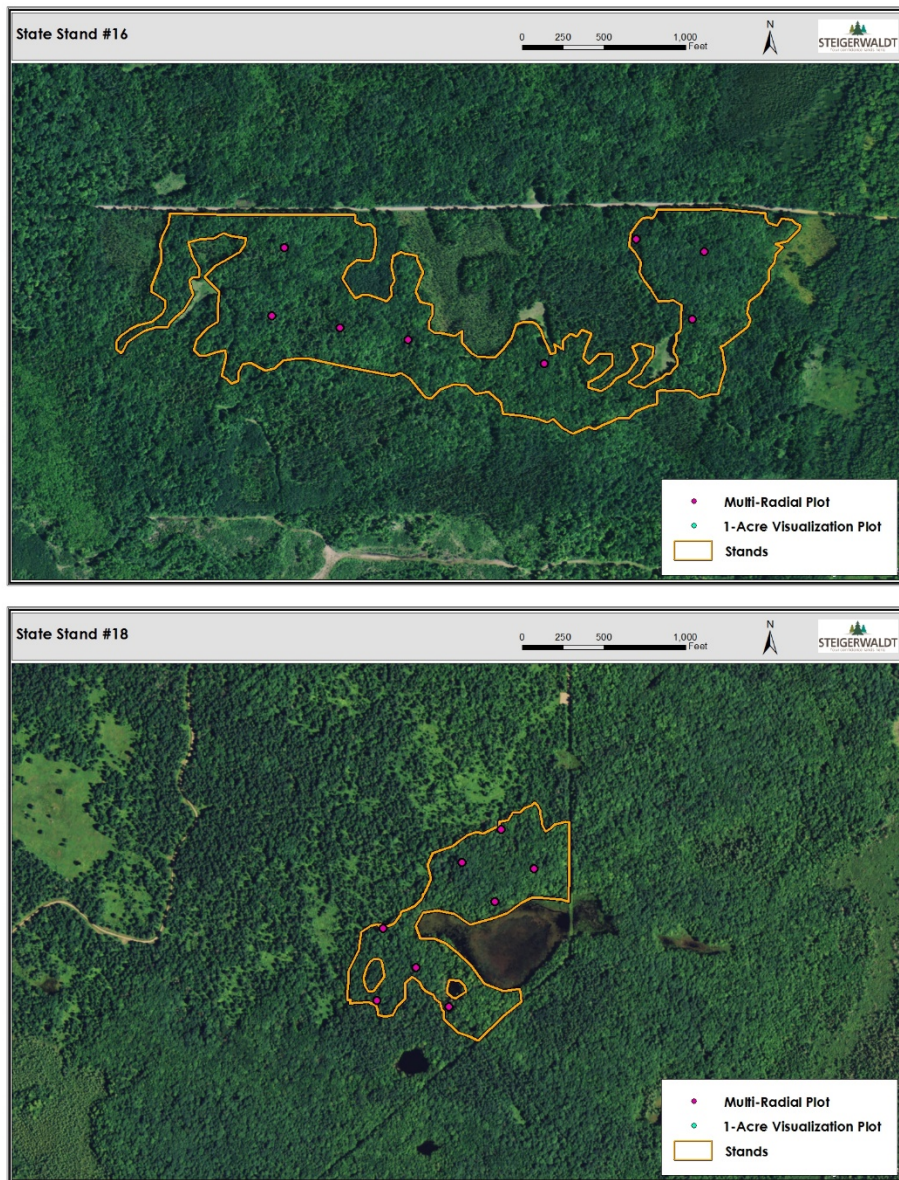 State Stand #16
0 250 500 1,000
Feet
N
STEIGERWALDT
Multi-Radial Plot
1-Acre Visualization Plot
Stands
State Stand #18
0 250 500 1,000
Feet
N
STEIGERWALDT
Multi-Radial Plot
1-Acre Visualization Plot
Stands